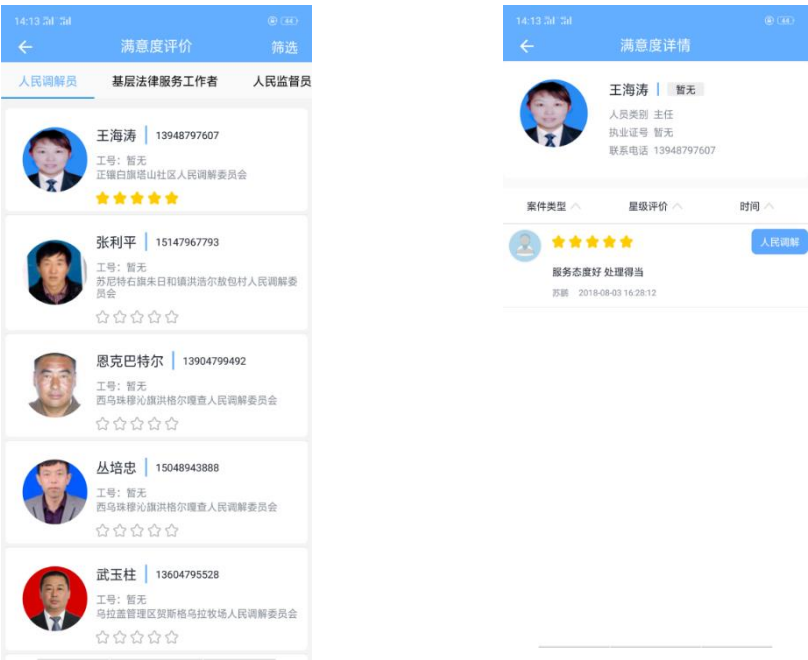 14:13
满意度评价
筛选
人民调解员
基层法律服务工作者
人民监督员
王海涛
13948797607
工号：暂无
正镶白旗塔山社区人民调解委员会
张利平
15147967793
工号：暂无
苏尼特右旗朱日和镇洪浩尔敖包村人民调解委
员会
恩克巴特尔
13904799492
工号：暂无
西乌珠穆沁旗洪格尔嘎查人民调解委员会
丛培忠
15048943888
工号：暂无
西乌珠穆沁旗洪格尔嘎查人民调解委员会
武玉柱
13604795528
工号：暂无
乌拉盖管理区贺斯格乌拉牧场人民调解委员会
14:13
满意度详情
王海涛
暂无
人员类别 主任
执业证号 暂无
联系电话 13948797607
案件类型
星级评价
时间
人民调解
服务态度好 处理得当
苏鹏 2018-08-03 16:28:12